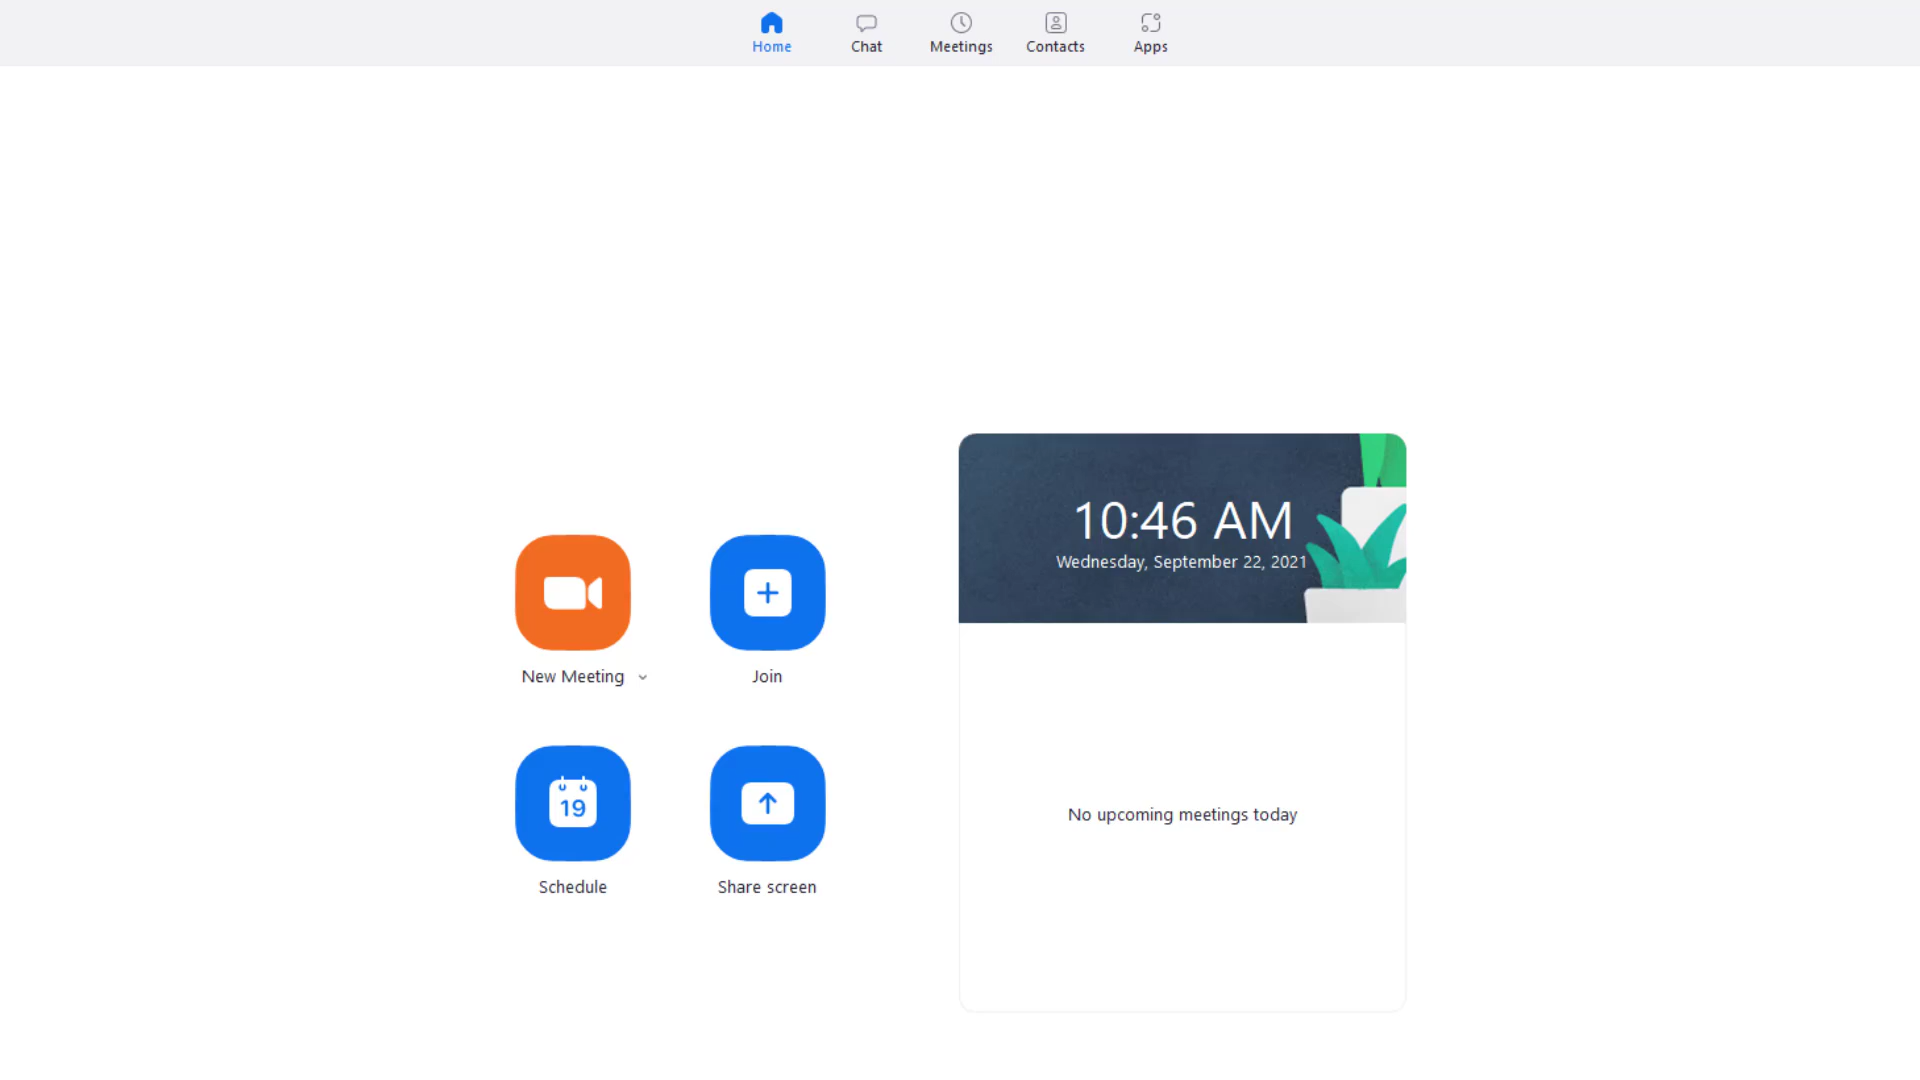 Home
Chat
Meetings
Contacts
Apps
10:46 AM
Wednesday, September 22, 2021
New Meeting
Join
19
Schedule
Share screen
No upcoming meetings today